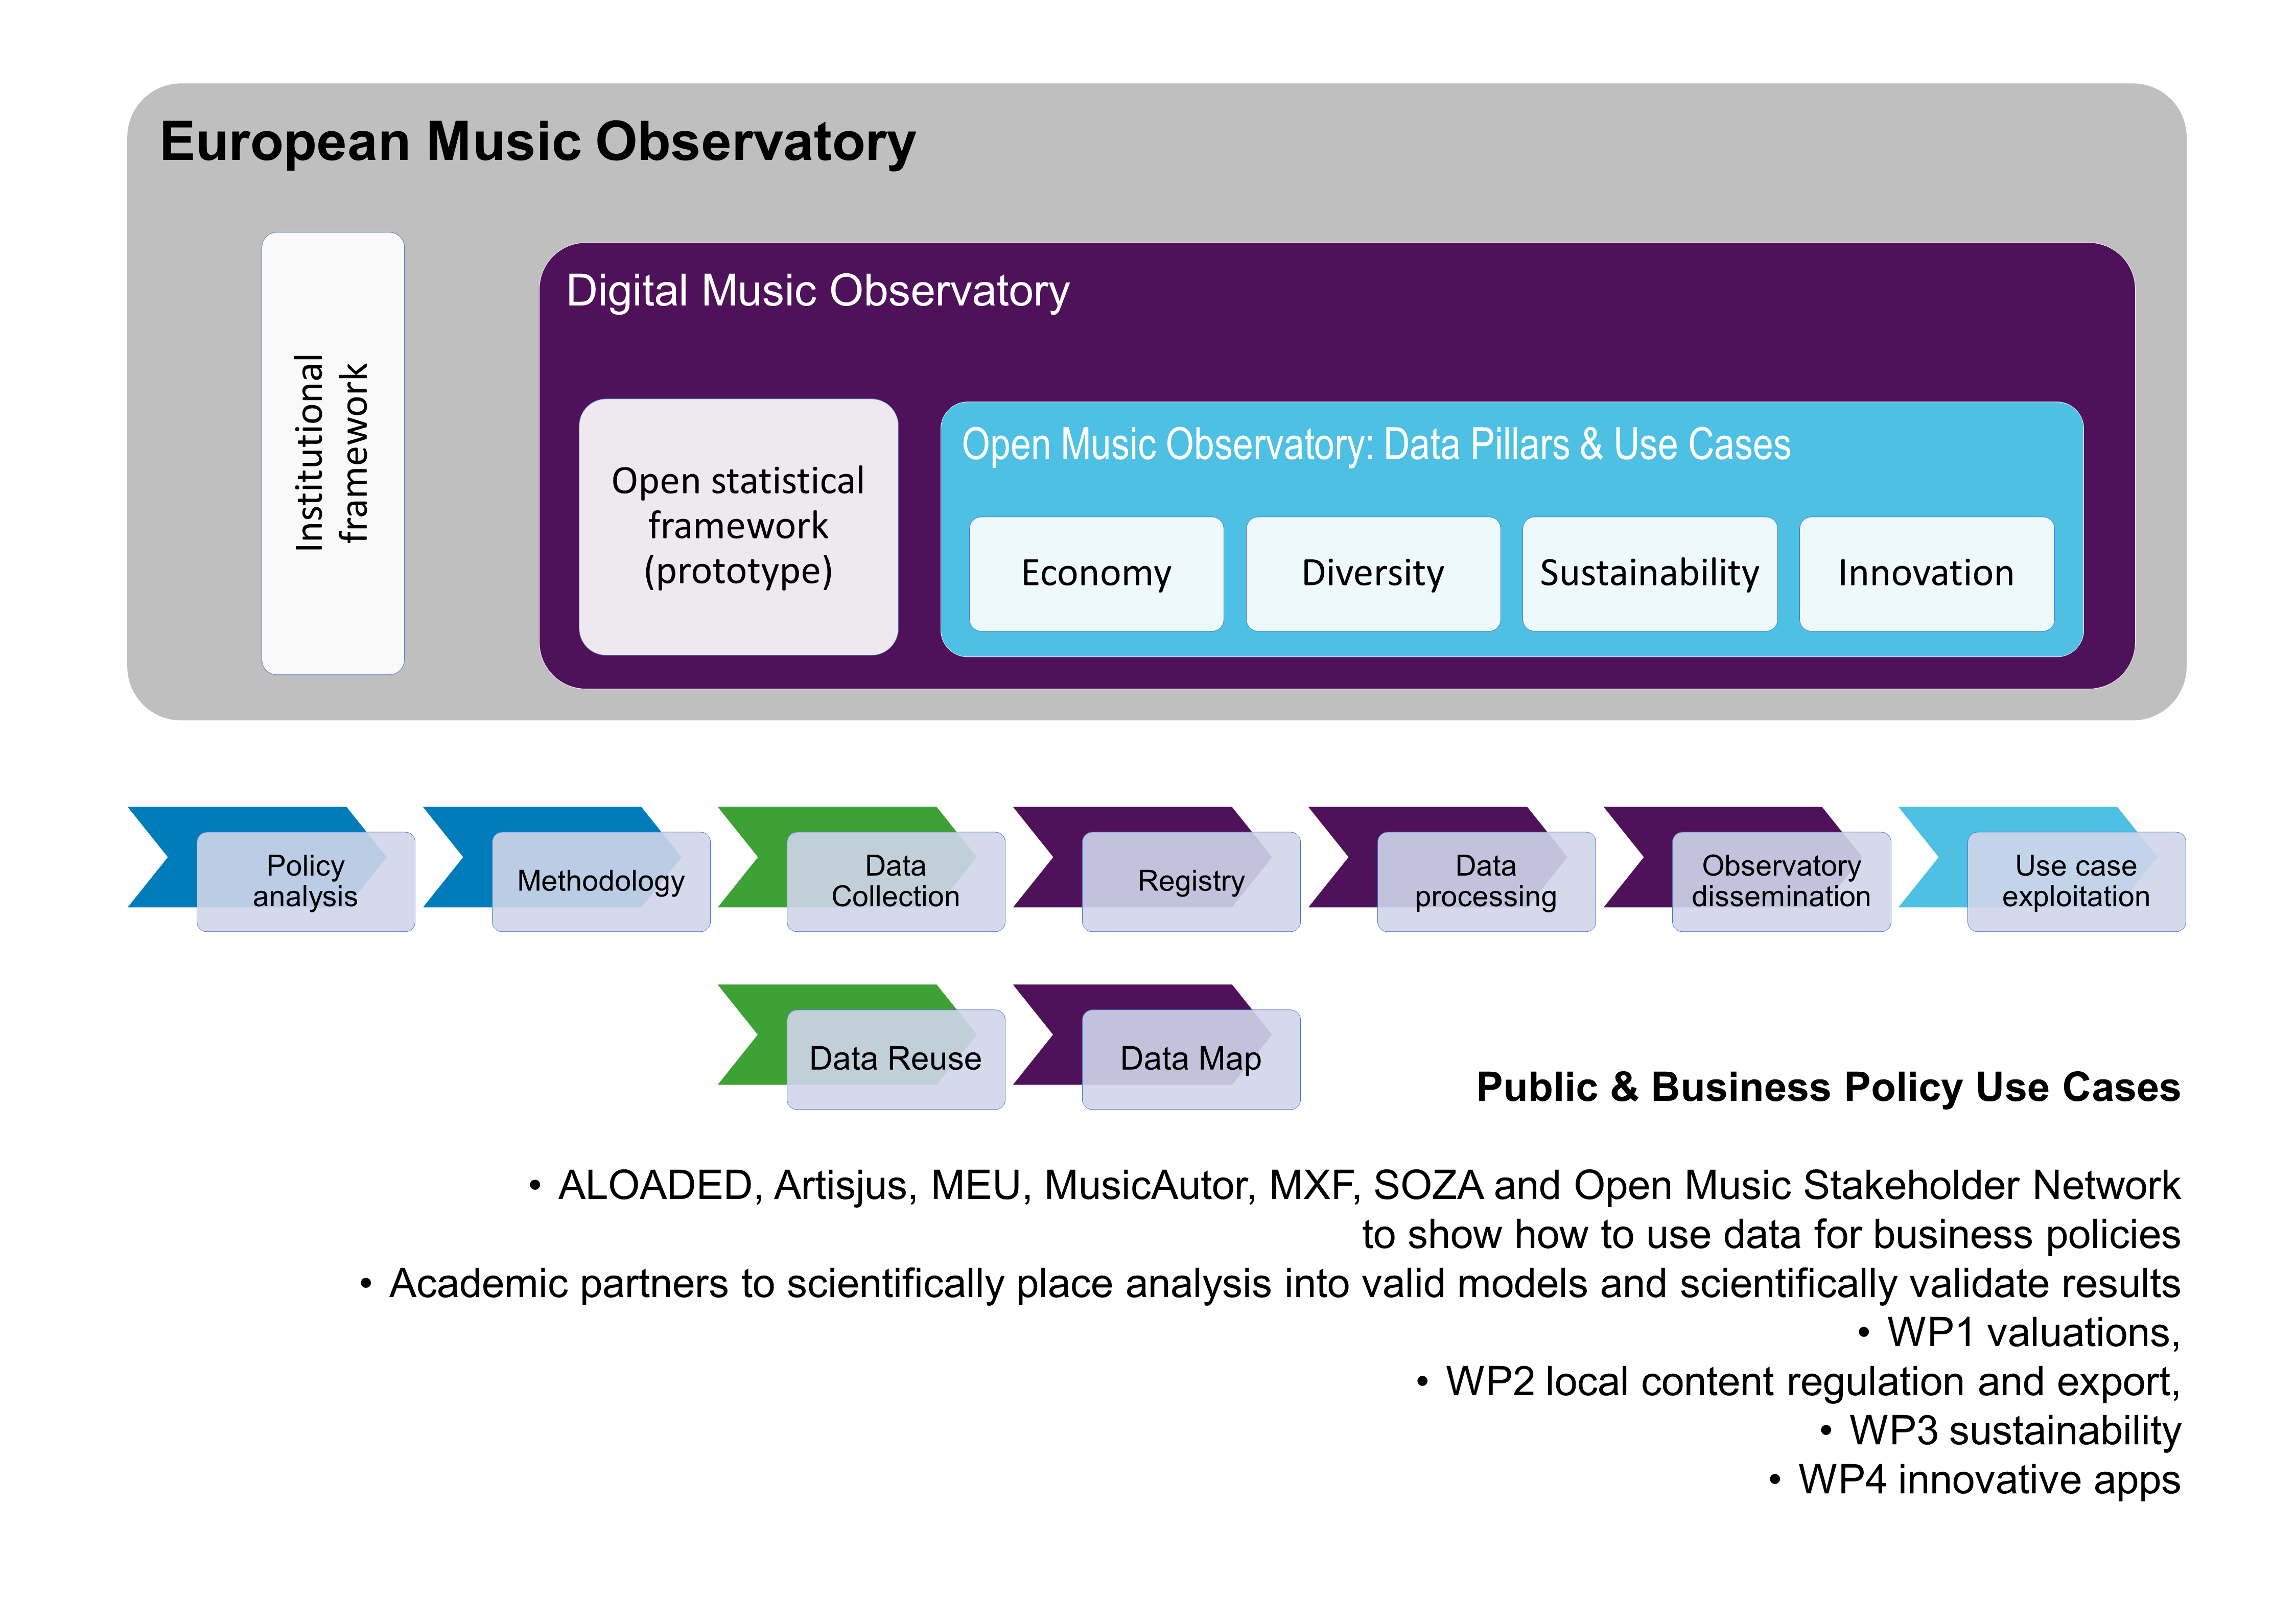 European Music Observatory
Institutional
framework
Digital Music Observatory
Open statistical
framework
(prototype)
Open Music Observatory: Data Pillars & Use Cases
Economy
Diversity
Sustainability
Innovation
Policy
analysis
Methodology
Data
Collection
Registry
Data
processing
Observatory
dissemination
Use case
exploitation
Data Reuse
Data Map
Public & Business Policy Use Cases
• ALOADED, Artisjus, MEU, MusicAutor, MXF, SOZA and Open Music Stakeholder Network
to show how to use data for business policies
• Academic partners to scientifically place analysis into valid models and scientifically validate results
• WP1 valuations,
• WP2 local content regulation and export,
• WP3 sustainability
• WP4 innovative apps